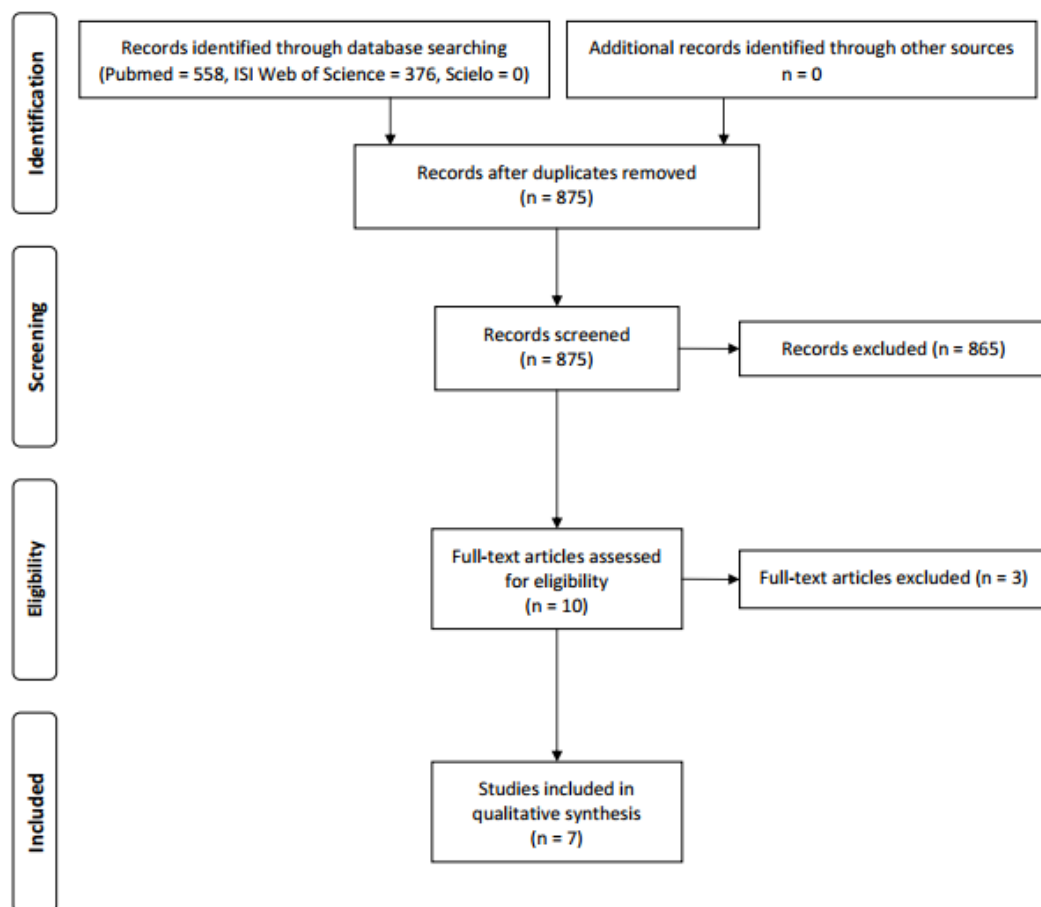 Identification
Records identified through database searching
(Pubmed = 558, ISI Web of Science = 376, Scielo = 0)
Additional records identified through other sources
n = 0
Records after duplicates removed
(n = 875)
Screening
Records screened
(n = 875)
Records excluded (n = 865)
Eligibility
Full-text articles assessed
for eligibility
(n = 10)
Full-text articles excluded (n = 3)
Included
Studies included in
qualitative synthesis
(n = 7)